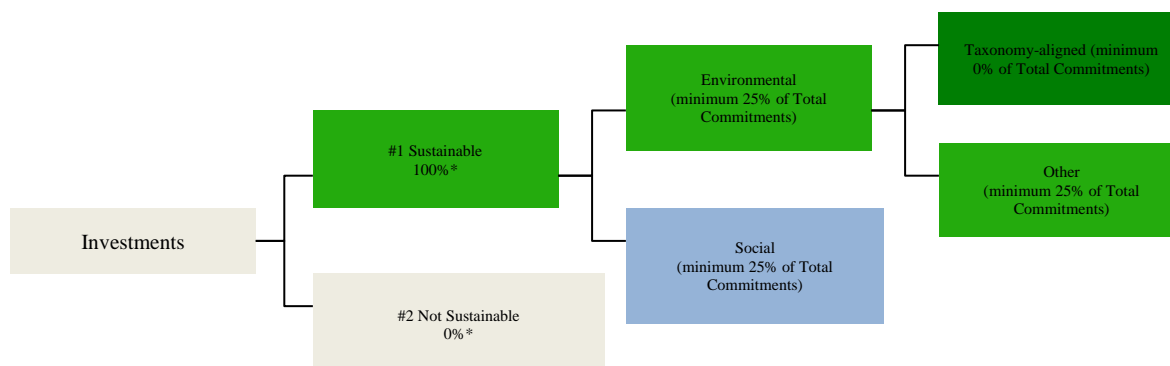 Investments
#1 Sustainable
100%*
#2 Not Sustainable
0%*
Environmental
(minimum 25% of Total
Commitments)
Social
(minimum 25% of Total
Commitments)
Taxonomy-aligned (minimum
0% of Total Commitments)
Other
(minimum 25% of Total
Commitments)